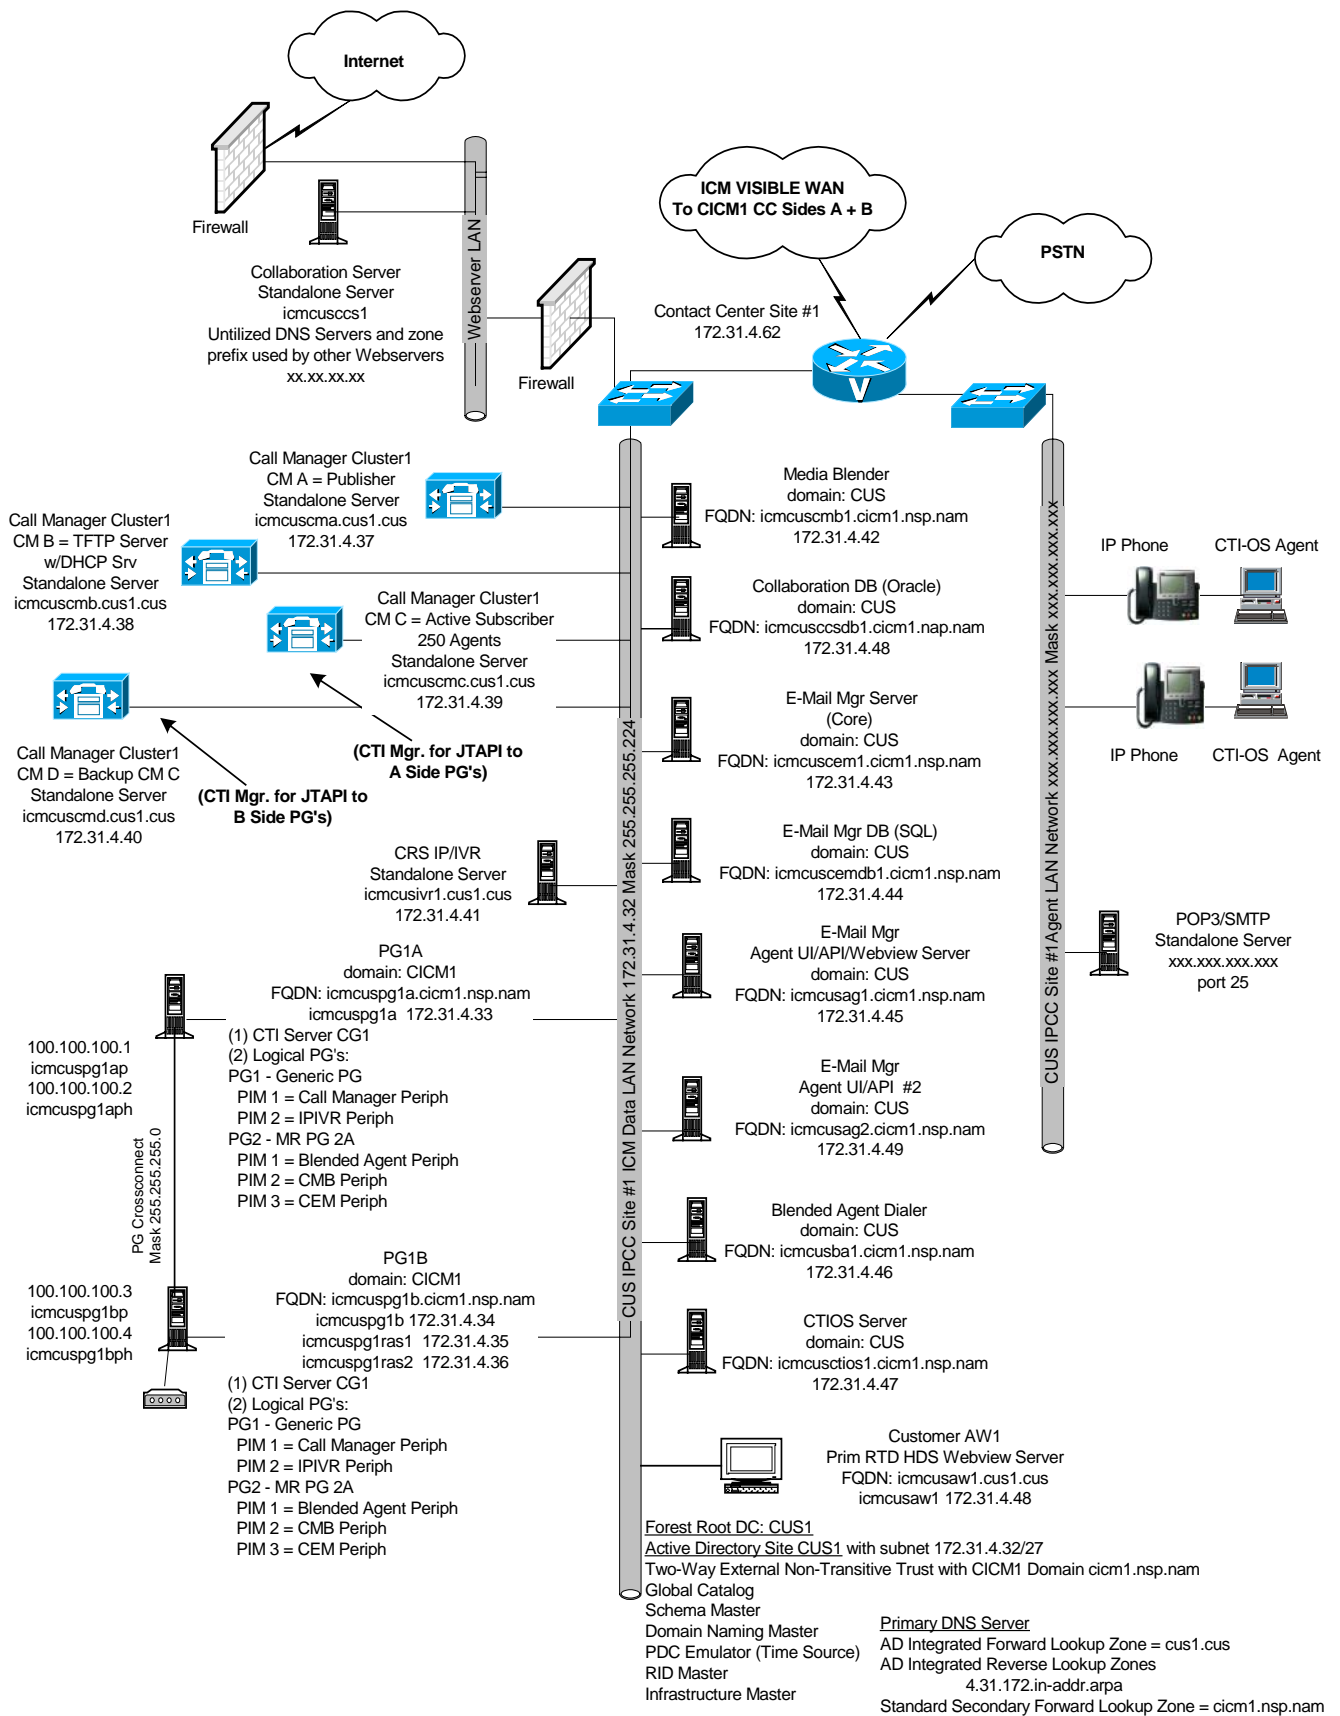 Internet
Firewall
Collaboration Server
Standalone Server
icmcusccs1
Untilized DNS Servers and zone
prefix used by other Webservers
xx.xx.xx.xx
Webserver LAN
Firewall
ICM VISIBLE WAN
To CICM1 CC Sides A + B
PSTN
Contact Center Site #1
172.31.4.62
V
Call Manager Cluster1
CM A = Publisher
Standalone Server
icmcuscma.cus1.cus
172.31.4.37
Call Manager Cluster1
CM B = TFTP Server
w/DHCP Srv
Standalone Server
icmcuscmb.cus1.cus
172.31.4.38
Call Manager Cluster1
CM C = Active Subscriber
250 Agents
Standalone Server
icmcuscmc.cus1.cus
172.31.4.39
Call Manager Cluster1
CM D = Backup CM C
Standalone Server
icmcuscmd.cus1.cus
172.31.4.40
(CTI Mgr. for JTAPI to
A Side PG's)
(CTI Mgr. for JTAPI to
B Side PG's)
CRS IP/IVR
Standalone Server
icmcusivr1.cus1.cus
172.31.4.41
PG1A
domain: CICM1
FQDN: icmcuspg1a.cicm1.nsp.nam
icmcuspg1a 172.31.4.33
(1) CTI Server CG1
(2) Logical PG's:
PG1 - Generic PG
PIM 1 = Call Manager Periph
PIM 2 = IPIVR Periph
PG2 - MR PG 2A
PIM 1 = Blended Agent Periph
PIM 2 = CMB Periph
PIM 3 = CEM Periph
100.100.100.1
icmcuspg1ap
100.100.100.2
icmcuspg1aph
PG Crossconnect
Mask 255.255.255.0
100.100.100.3
icmcuspg1bp
100.100.100.4
icmcuspg1bph
PG1B
domain: CICM1
FQDN: icmcuspg1b.cicm1.nsp.nam
icmcuspg1b 172.31.4.34
icmcuspg1ras1 172.31.4.35
icmcuspg1ras2 172.31.4.36
(1) CTI Server CG1
(2) Logical PG's:
PG1 - Generic PG
PIM 1 = Call Manager Periph
PIM 2 = IPIVR Periph
PG2 - MR PG 2A
PIM 1 = Blended Agent Periph
PIM 2 = CMB Periph
PIM 3 = CEM Periph
CUS IPCC Site #1 ICM Data LAN Network 172.31.4.32 Mask 255.255.255.224
Media Blender
domain: CUS
FQDN: icmcuscmb1.cicm1.nsp.nam
172.31.4.42
Collaboration DB (Oracle)
domain: CUS
FQDN: icmcusccsdb1.cicm1.nap.nam
172.31.4.48
E-Mail Mgr Server
(Core)
domain: CUS
FQDN: icmcuscem1.cicm1.nsp.nam
172.31.4.43
E-Mail Mgr DB (SQL)
domain: CUS
FQDN: icmcuscemdb1.cicm1.nsp.nam
172.31.4.44
E-Mail Mgr
Agent UI/API/Webview Server
domain: CUS
FQDN: icmcusag1.cicm1.nsp.nam
172.31.4.45
E-Mail Mgr
Agent UI/API #2
domain: CUS
FQDN: icmcusag2.cicm1.nsp.nam
172.31.4.49
Blended Agent Dialer
domain: CUS
FQDN: icmcusba1.cicm1.nsp.nam
172.31.4.46
CTIOS Server
domain: CUS
FQDN: icmcusctios1.cicm1.nsp.nam
172.31.4.47
Customer AW1
Prim RTD HDS Webview Server
FQDN: icmcusaw1.cus1.cus
icmcusaw1 172.31.4.48
CUS IPCC Site #1Agent LAN Network xxx.xxx.xxx.xxx Mask xxx.xxx.xxx.xxx
IP Phone
CTI-OS Agent
IP Phone
CTI-OS Agent
POP3/SMTP
Standalone Server
xxx.xxx.xxx.xxx
port 25
Forest Root DC: CUS1
Active Directory Site CUS1 with subnet 172.31.4.32/27
Two-Way External Non-Transitive Trust with CICM1 Domain cicm1.nsp.nam
Global Catalog
Schema Master
Domain Naming Master
PDC Emulator (Time Source)
RID Master
Infrastructure Master
Primary DNS Server
AD Integrated Forward Lookup Zone = cus1.cus
AD Integrated Reverse Lookup Zones
4.31.172.in-addr.arpa
Standard Secondary Forward Lookup Zone = cicm1.nsp.nam